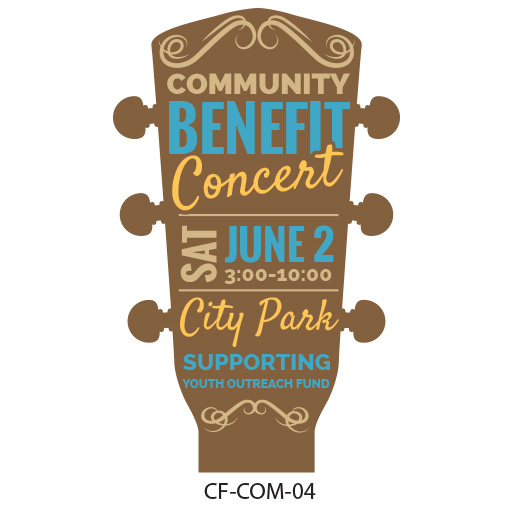 COMMUNITY
BENEFIT
Concert
SAT
JUNE 2
3:00-10:00
City Park
SUPPORTING
YOUTH OUTREACH FUND
CF-COM-04